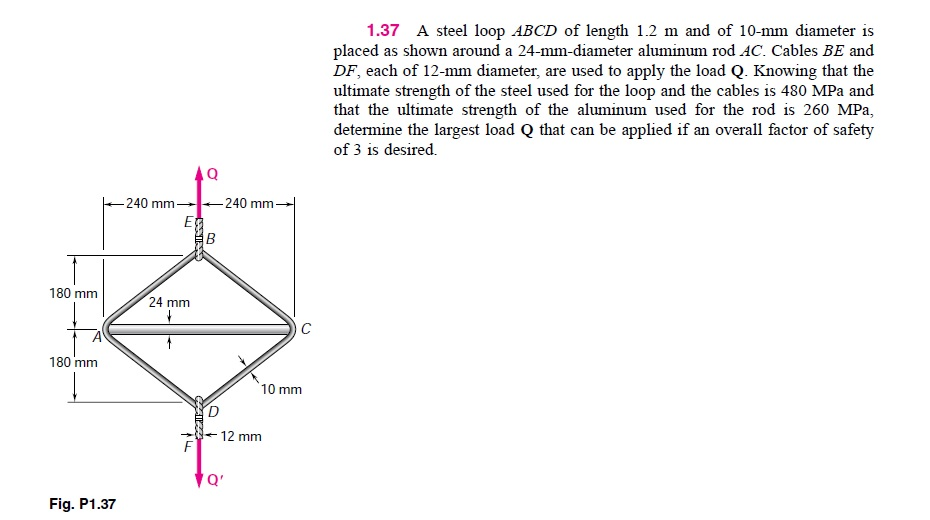 1.37 A steel loop ABCD of length 1.2 m and of 10-mm diameter is
placed as shown around a 24-mm-diameter aluminum rod AC. Cables BE and
DF, each of 12-mm diameter, are used to apply the load Q. Knowing that the
ultimate strength of the steel used for the loop and the cables is 480 MPa and
that the ultimate strength of the aluminum used for the rod is 260 MPa,
determine the largest load Q that can be applied if an overall factor of safety
of 3 is desired.
Q
240 mm 240 mm
E
B
180 mm
24 mm
A
C
180 mm
10 mm
D
12 mm
F
Q'
Fig. P1.37